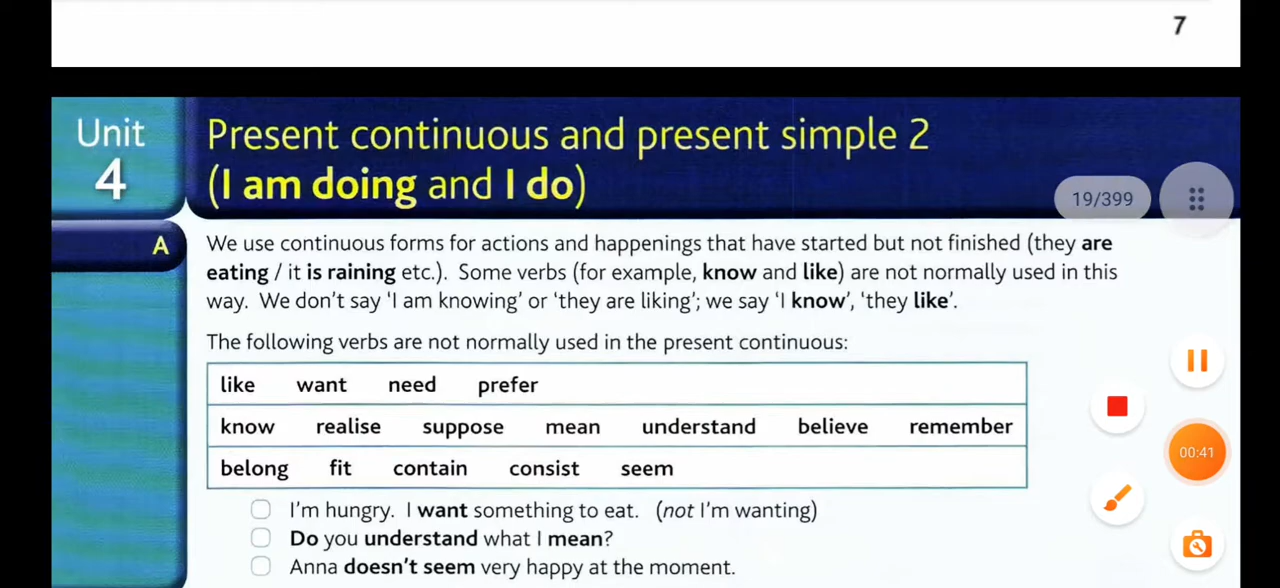 7
Unit
4
Present continuous and present simple 2
(I am doing and I do)
19/399
A
We use continuous forms for actions and happenings that have started but not finished (they are
eating / it is raining etc.). Some verbs (for example, know and like) are not normally used in this
way. We don't say 'I am knowing' or 'they are liking'; we say 'I know', 'they like'.
The following verbs are not normally used in the present continuous:
like want need prefer
know realise suppose mean understand believe remember
belong fit contain consist seem
I'm hungry. I want something to eat. (not I'm wanting)
Do you understand what I mean?
Anna doesn't seem very happy at the moment.
00:41